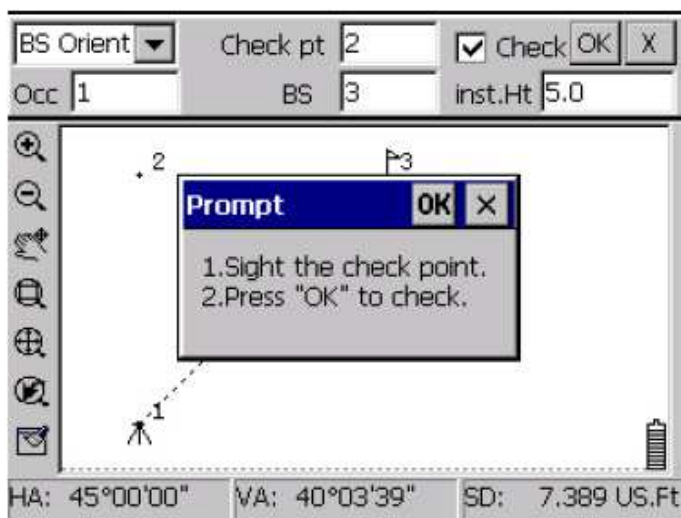 BS Orient Check pt 2 Check OK X
Occ 1 BS 3 inst.Ht 5.0
2 3
Prompt OK ×
1.Sight the check point.
2.Press "OK" to check.
1
HA: 45°00'00" VA: 40°03'39" SD: 7.389 US.Ft